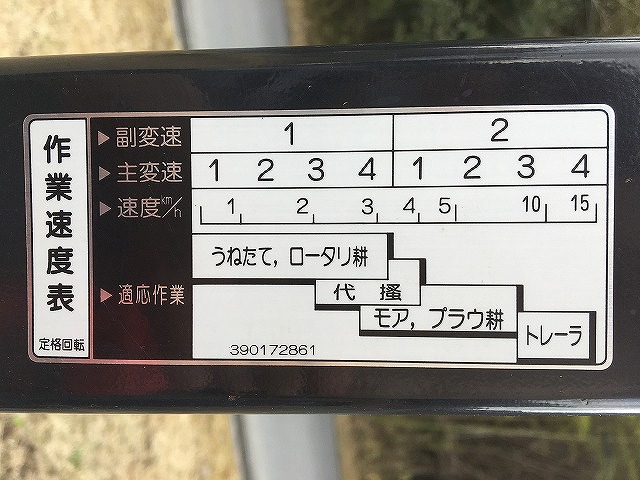 作業速度表
定格回転
▶副変速 1 2
▶主変速 1 2 3 4 1 2 3 4
▶速度km/h 1 2 3 4 5 10 15
▶適応作業
うねたて，ロータリ耕
代掻
モア，プラウ耕
トレーラ
390172861